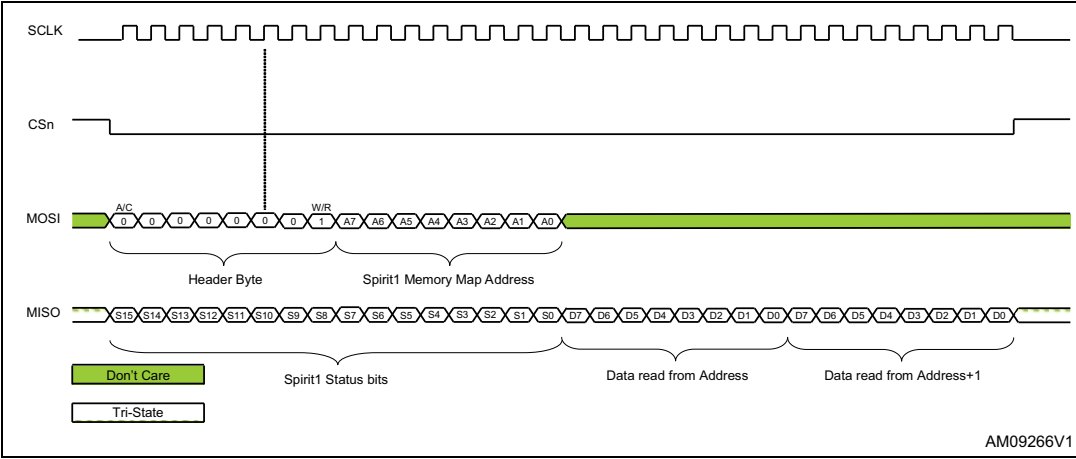 SCLK
CSn
A/C W/R
MOSI 0 0 0 0 0 0 0 1 A7 A6 A5 A4 A3 A2 A1 A0
Header Byte Spirit1 Memory Map Address
MISO S15 S14 S13 S12 S11 S10 S9 S8 S7 S6 S5 S4 S3 S2 S1 S0 D7 D6 D5 D4 D3 D2 D1 D0 D7 D6 D5 D4 D3 D2 D1 D0
Don't Care Spirit1 Status bits Data read from Address Data read from Address+1
Tri-State
AM09266V1